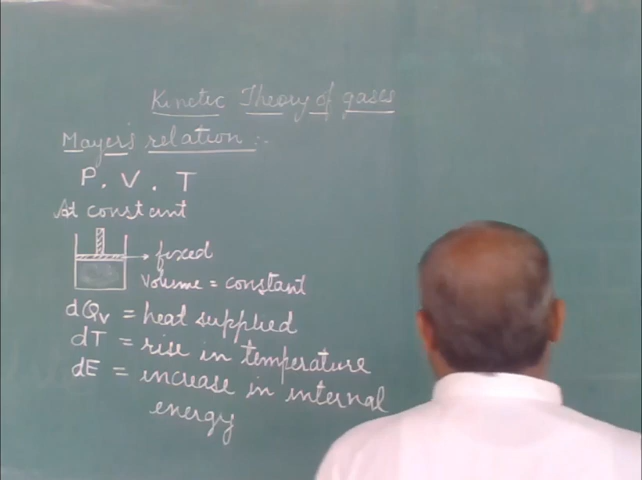 Kinetic Theory of gases
Mayer's relation :-
P. V. T
At constant
fixed
Volume = constant
dQv = heat supplied
dT = rise in temperature
dE = increase in internal
energy